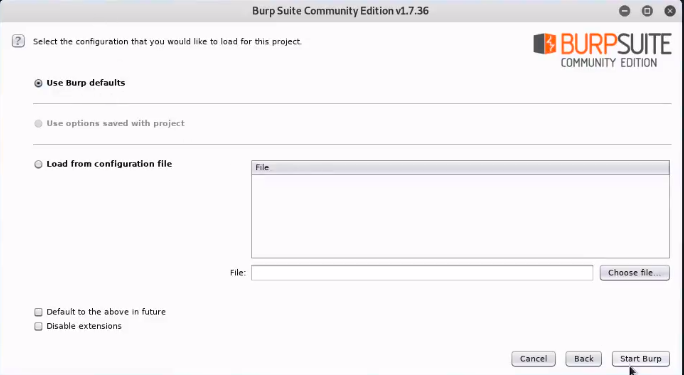 Burp Suite Community Edition v1.7.36
? Select the configuration that you would like to load for this project.
BURPSUITE
COMMUNITY EDITION
Use Burp defaults
Use options saved with project
Load from configuration file
File
File:
Choose file...
Default to the above in future
Disable extensions
Cancel Back Start Burp